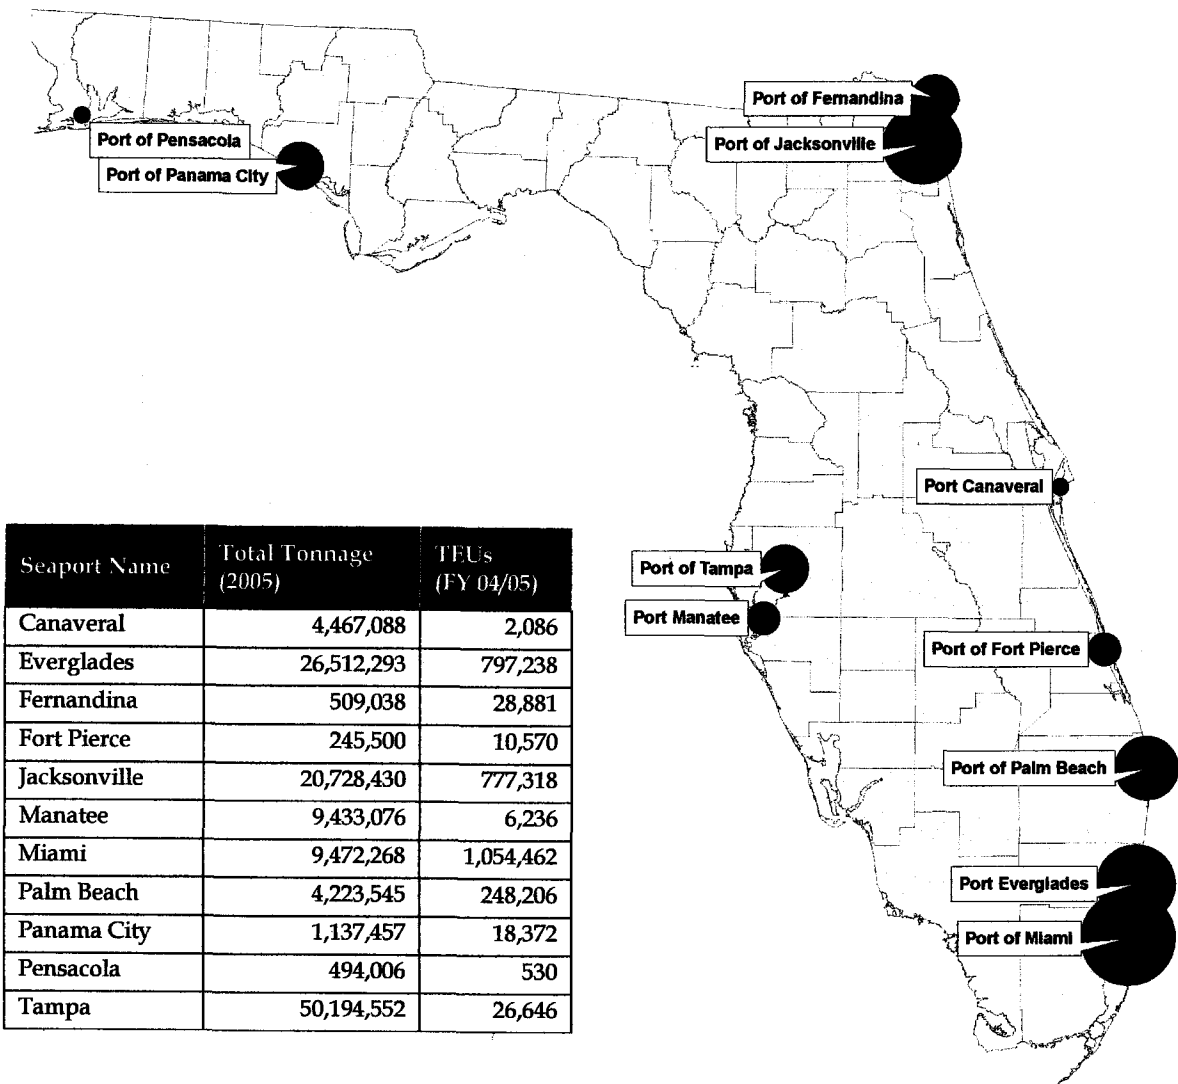 Port of Fernandina
Port of Jacksonville
Port of Pensacola
Port of Panama City
Port Canaveral
Port of Tampa
Port Manatee
Port of Fort Pierce
Port of Palm Beach
Port Everglades
Port of Miami
Seaport Name Total Tonnage (2005) TEUs (FY 04/05)
Canaveral 4,467,088 2,086
Everglades 26,512,293 797,238
Fernandina 509,038 28,881
Fort Pierce 245,500 10,570
Jacksonville 20,728,430 777,318
Manatee 9,433,076 6,236
Miami 9,472,268 1,054,462
Palm Beach 4,223,545 248,206
Panama City 1,137,457 18,372
Pensacola 494,006 530
Tampa 50,194,552 26,646